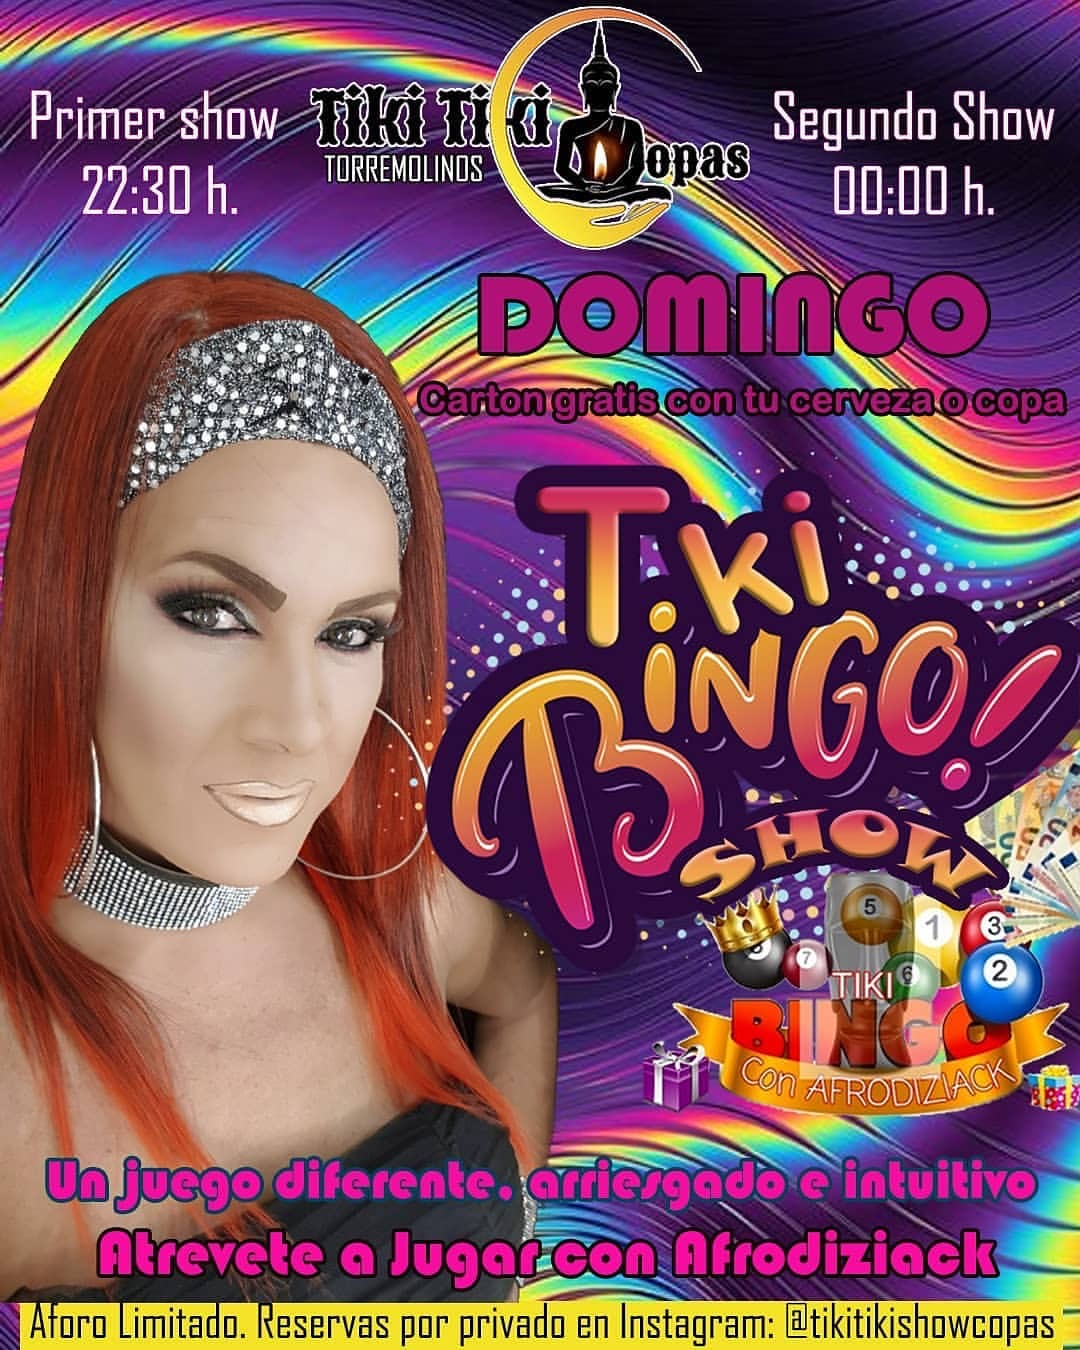 Primer show
22:30 h.
Tiki Tiki Copas
TORREMOLINOS
Segundo Show
00:00 h.
DOMINGO
Carton gratis con tu cerveza o copa
Tiki
BiNGO!
SHOW
5
1
3
8
7
6
2
TIKI
BINGO
Con AFRODIZIACK
Un juego diferente, arriesgado e intuitivo
Atrevete a Jugar con Afrodiziack
Aforo Limitado. Reservas por privado en Instagram: @tikitikishowcopas